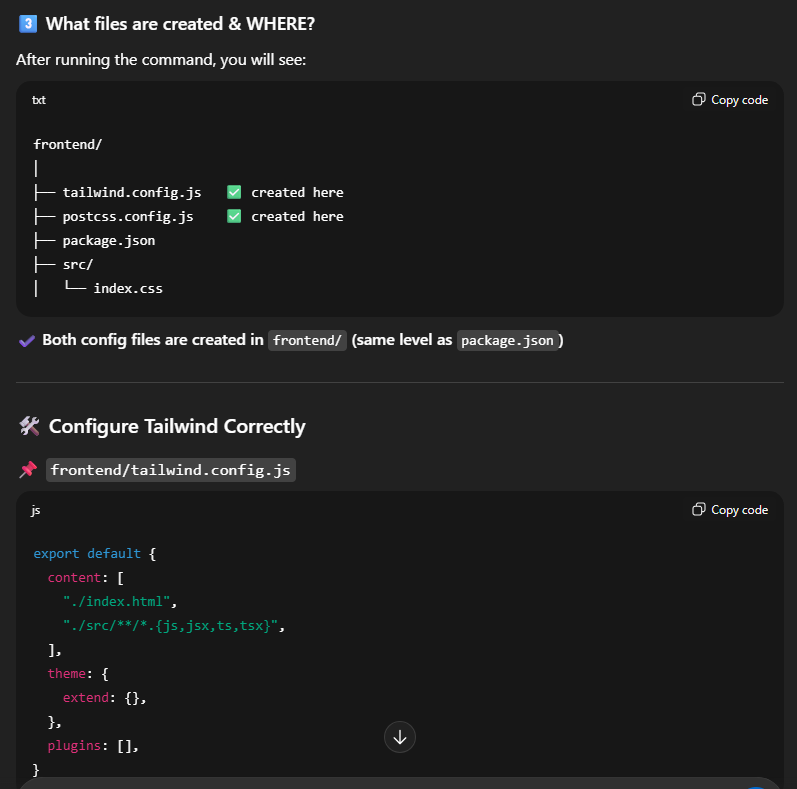 3 What files are created & WHERE?
After running the command, you will see:
txt
Copy code
frontend/
│
├── tailwind.config.js ✅ created here
├── postcss.config.js ✅ created here
├── package.json
├── src/
│ └── index.css
✔ Both config files are created in frontend/ (same level as package.json)
🛠 Configure Tailwind Correctly
📌 frontend/tailwind.config.js
js
Copy code
export default {
  content: [
    "./index.html",
    "./src/**/*.{js,jsx,ts,tsx}",
  ],
  theme: {
    extend: {},
  },
  plugins: [],
}